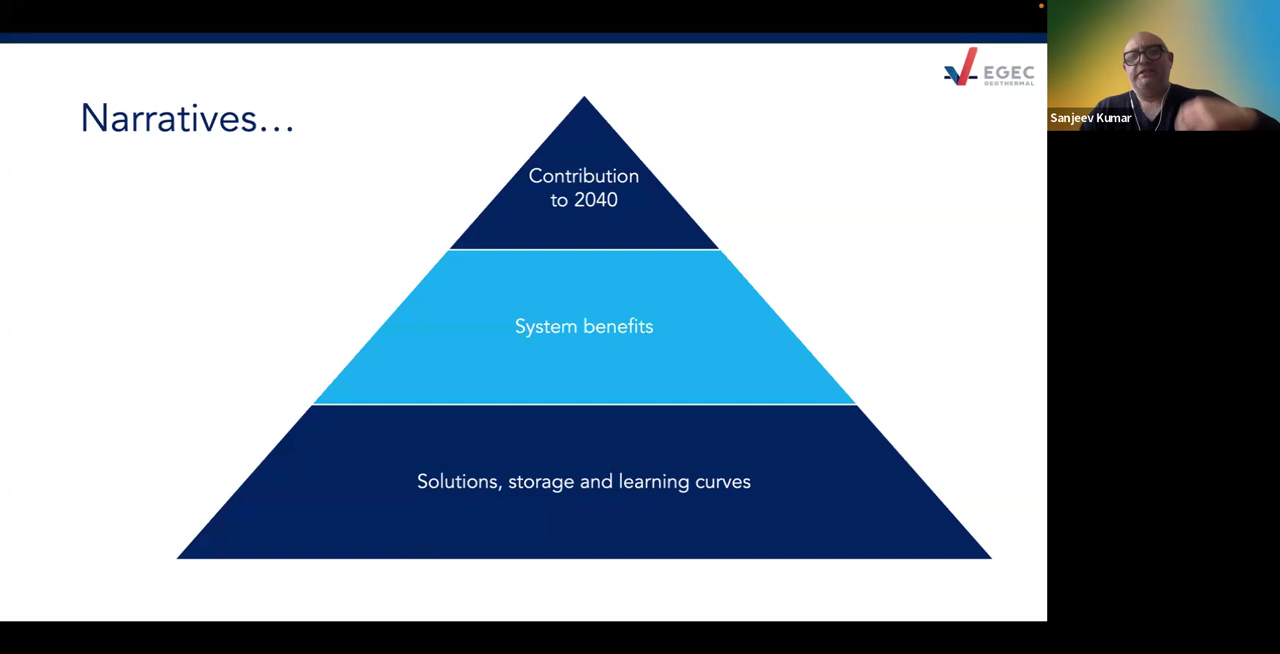 Narratives…
EGEC
GEOTHERMAL
Contribution
to 2040
System benefits
Solutions, storage and learning curves
Sanjeev Kumar